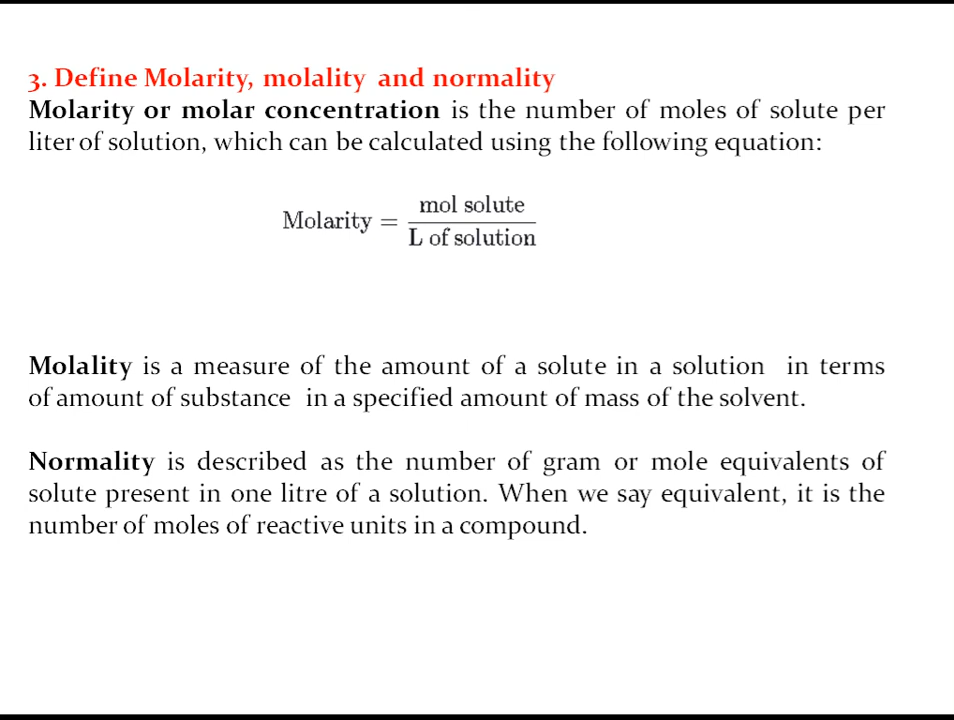 3. Define Molarity, molality and normality
Molarity or molar concentration is the number of moles of solute per
liter of solution, which can be calculated using the following equation:
Molarity = mol solute / L of solution
Molality is a measure of the amount of a solute in a solution in terms
of amount of substance in a specified amount of mass of the solvent.
Normality is described as the number of gram or mole equivalents of
solute present in one litre of a solution. When we say equivalent, it is the
number of moles of reactive units in a compound.